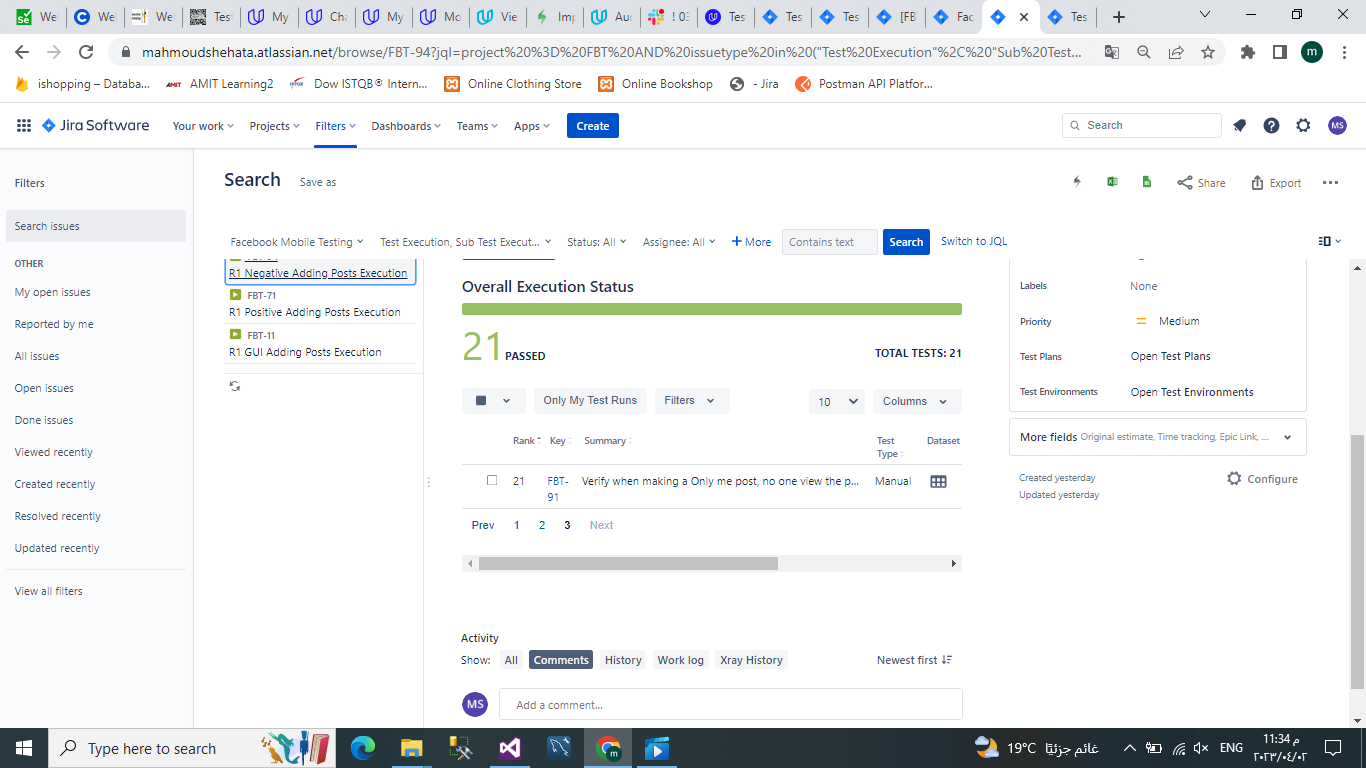 We
We
We
Test
My
Cha
My
Mo
Vie
Imp
Auc
! 03
Tes
Tes
Tes
[FB
Fac
Tes
mahmoudshehata.atlassian.net/browse/FBT-94?jql=project%20%3D%20FBT%20AND%20issuetype%20in%20("Test%20Execution"%2C%20"Sub%20Test...
ishopping – Databa...
AMIT Learning2
Dow ISTQB® Intern...
Online Clothing Store
Online Bookshop
- Jira
Postman API Platfor...
Jira Software
Your work
Projects
Filters
Dashboards
Teams
Apps
Create
Search
MS
Filters
Search issues
OTHER
My open issues
Reported by me
All issues
Open issues
Done issues
Viewed recently
Created recently
Resolved recently
Updated recently
View all filters
Search
Save as
Share
Export
Facebook Mobile Testing
Test Execution, Sub Test Execut...
Status: All
Assignee: All
+ More
Contains text
Search
Switch to JQL
R1 Negative Adding Posts Execution
FBT-71
R1 Positive Adding Posts Execution
FBT-11
R1 GUI Adding Posts Execution
Overall Execution Status
21 PASSED
TOTAL TESTS: 21
Only My Test Runs
Filters
10
Columns
Rank
Key
Summary
Test Type
Dataset
21
FBT-91
Verify when making a Only me post, no one view the p...
Manual
Prev 1 2 3 Next
Activity
Show:
All
Comments
History
Work log
Xray History
Newest first
MS
Add a comment...
Labels
None
Priority
Medium
Test Plans
Open Test Plans
Test Environments
Open Test Environments
More fields Original estimate, Time tracking, Epic Link, ...
Created yesterday
Updated yesterday
Configure
Type here to search
19°C غائم جزئيًا
ENG
11:34 م
٢٠٢٣/٠٤/٠٢